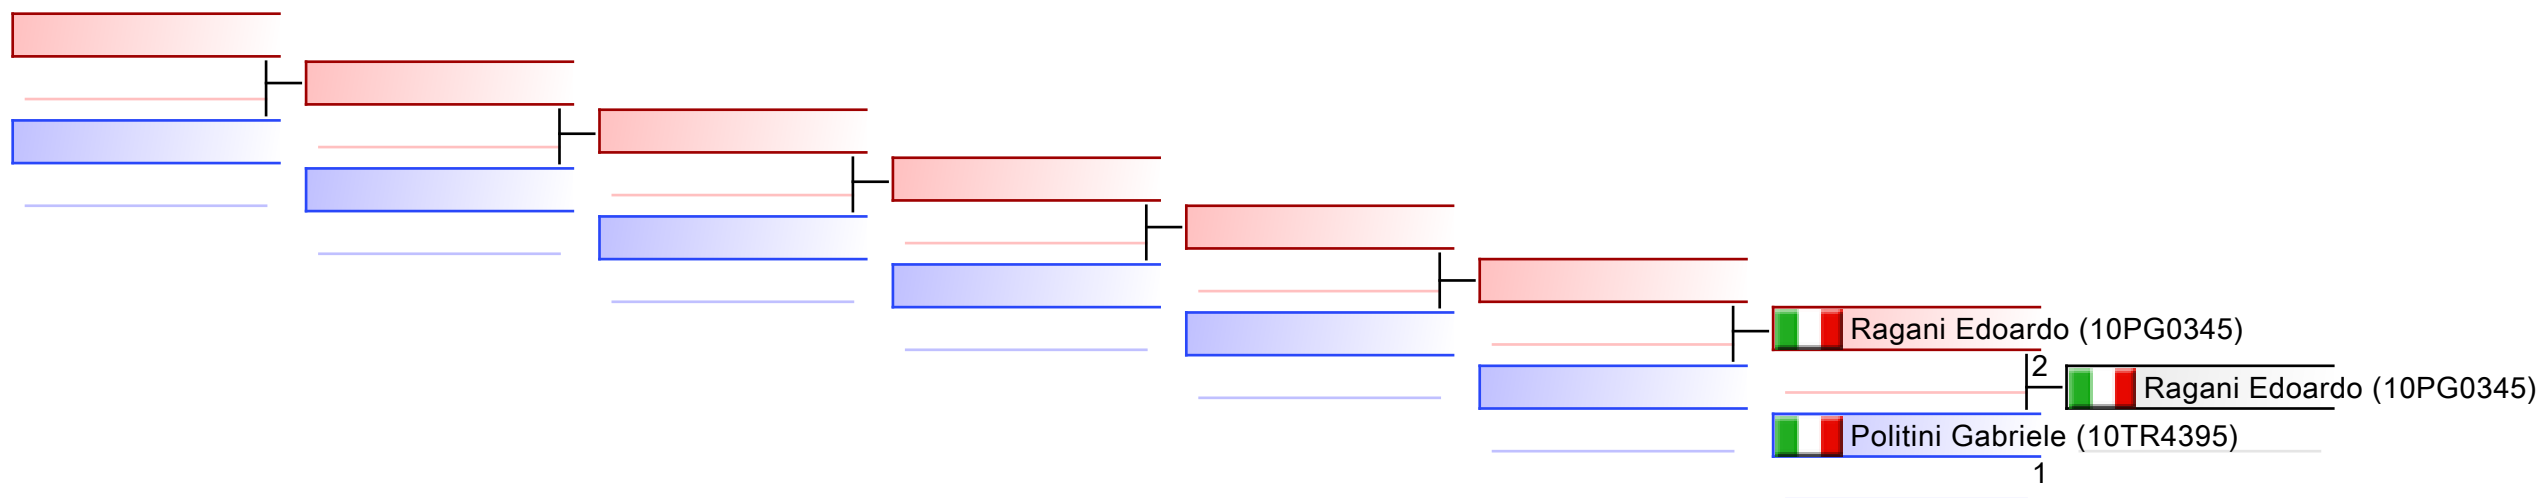 Ragani Edoardo (10PG0345)
2
Ragani Edoardo (10PG0345)
Politini Gabriele (10TR4395)
1